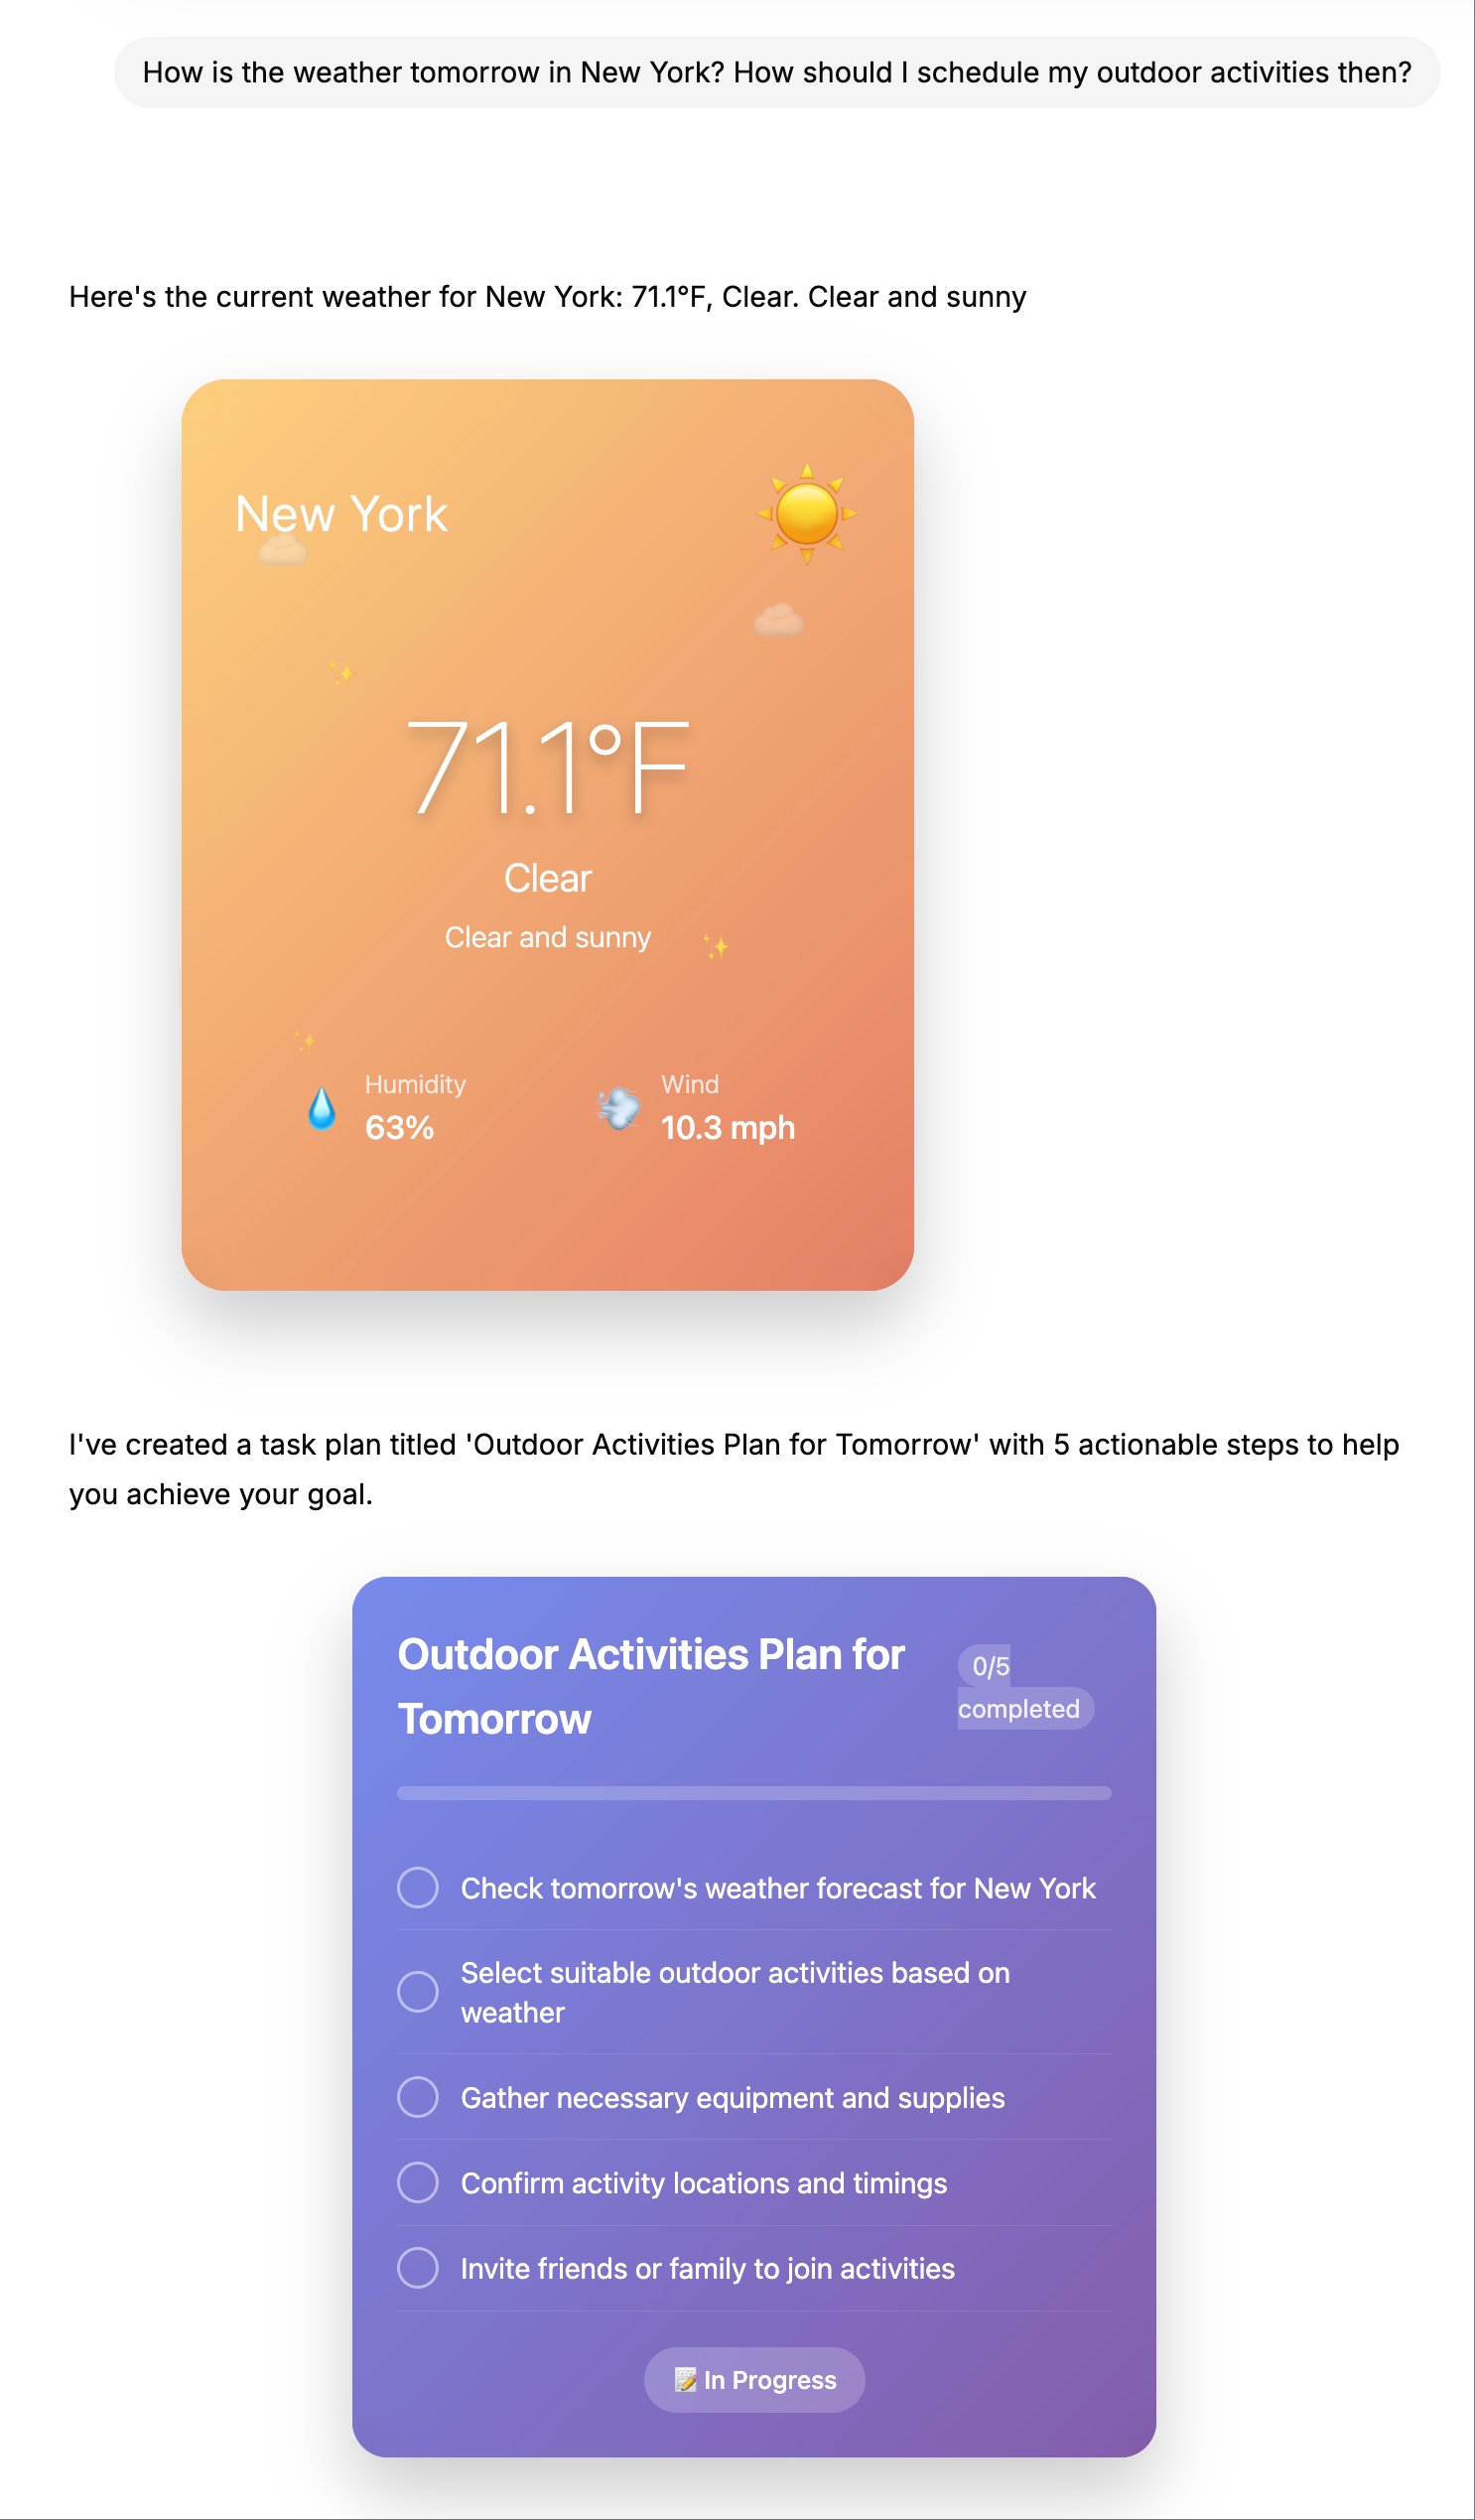 How is the weather tomorrow in New York? How should I schedule my outdoor activities then?
Here's the current weather for New York: 71.1°F, Clear. Clear and sunny
New York
71.1°F
Clear
Clear and sunny
Humidity
63%
Wind
10.3 mph
I've created a task plan titled 'Outdoor Activities Plan for Tomorrow' with 5 actionable steps to help
you achieve your goal.
Outdoor Activities Plan for
Tomorrow
0/5
completed
Check tomorrow's weather forecast for New York
Select suitable outdoor activities based on
weather
Gather necessary equipment and supplies
Confirm activity locations and timings
Invite friends or family to join activities
📝 In Progress